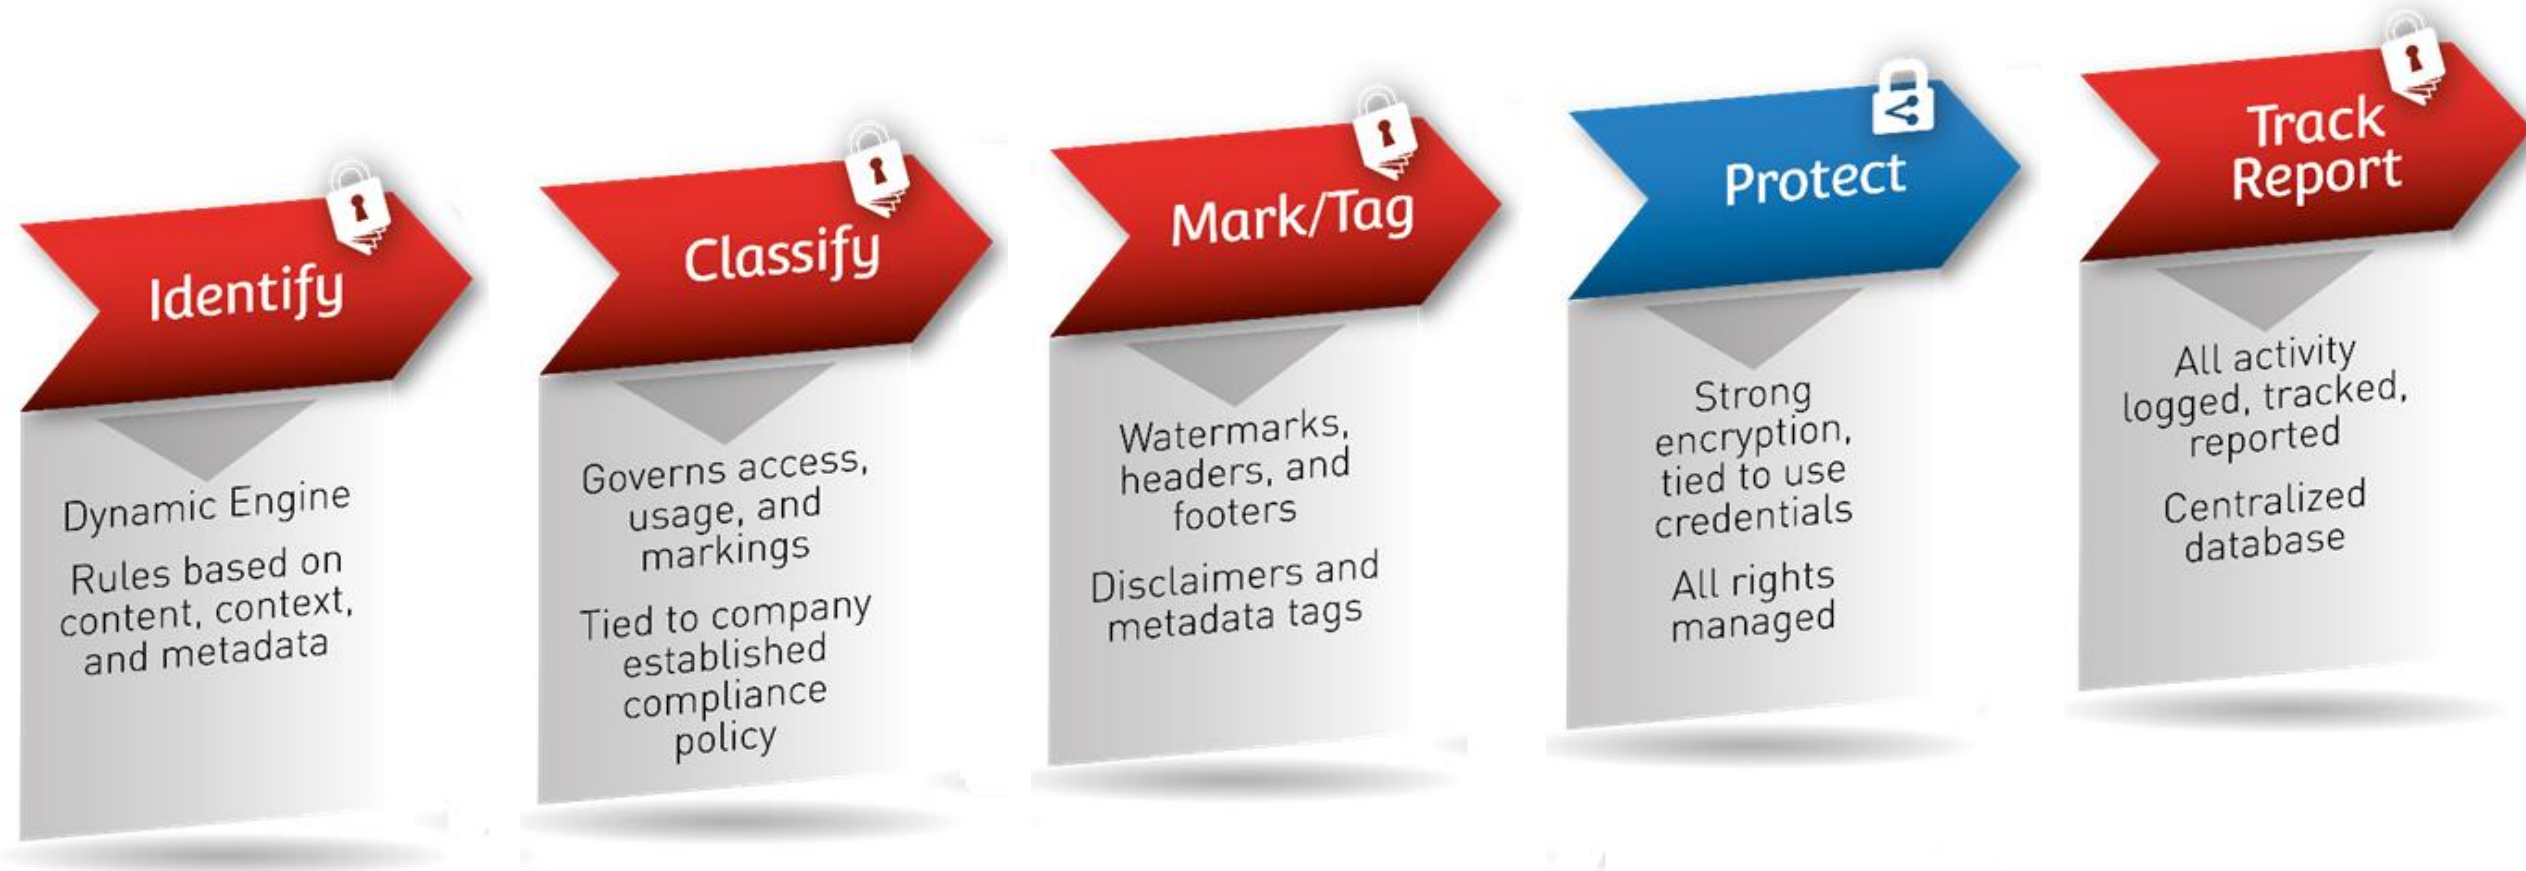 Identify
Dynamic Engine
Rules based on
content, context,
and metadata
Classify
Governs access,
usage, and
markings
Tied to company
established
compliance
policy
Mark/Tag
Watermarks,
headers, and
footers
Disclaimers and
metadata tags
Protect
Strong
encryption,
tied to use
credentials
All rights
managed
Track
Report
All activity
logged, tracked,
reported
Centralized
database